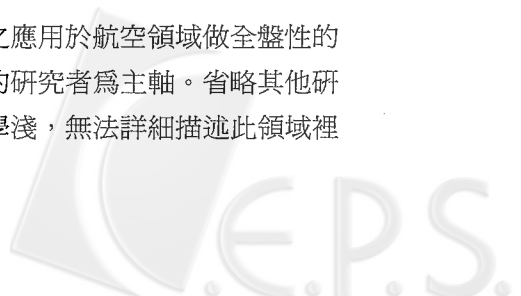 之應用於航空領域做全盤性的
的研究者爲主軸。省略其他研
學淺，無法詳細描述此領域裡
C.E.P.S.